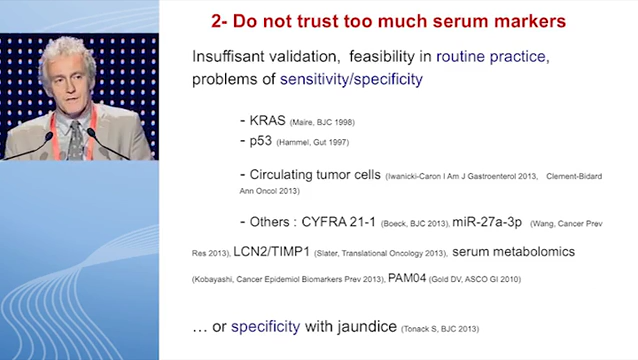 2- Do not trust too much serum markers
Insuffisant validation, feasibility in routine practice,
problems of sensitivity/specificity
- KRAS (Maire, BJC 1998)
- p53 (Hammel, Gut 1997)
- Circulating tumor cells (Iwanicki-Caron I Am J Gastroenterol 2013, Clement-Bidard
Ann Oncol 2013)
- Others : CYFRA 21-1 (Boeck, BJC 2013), miR-27a-3p (Wang, Cancer Prev
Res 2013), LCN2/TIMP1 (Slater, Translational Oncology 2013), serum metabolomics
(Kobayashi, Cancer Epidemiol Biomarkers Prev 2013), PAM04 (Gold DV, ASCO GI 2010)
... or specificity with jaundice (Tonack S, BJC 2013)